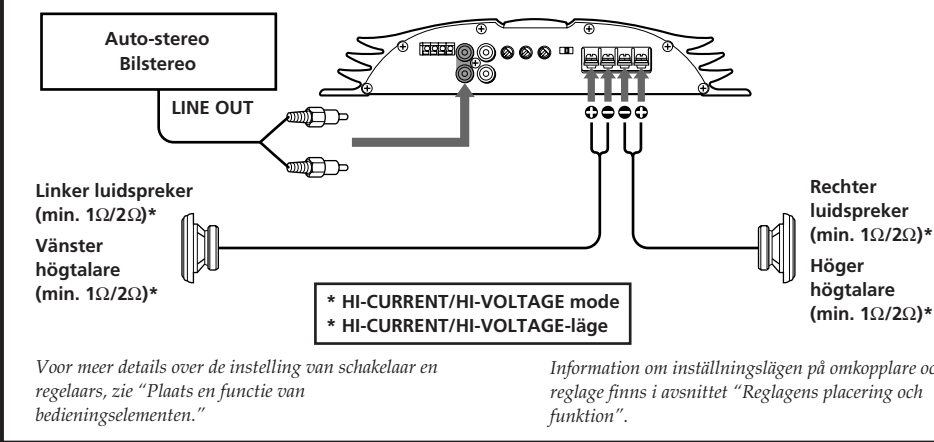 Auto-stereo
Bilstereo
LINE OUT
Linker luidspreker
(min. 1Ω/2Ω)*
Vänster
högtalare
(min. 1Ω/2Ω)*
Rechter
luidspreker
(min. 1Ω/2Ω)*
Höger
högtalare
(min. 1Ω/2Ω)*
* HI-CURRENT/HI-VOLTAGE mode
* HI-CURRENT/HI-VOLTAGE-läge
Voor meer details over de instelling van schakelaar en
regelaars, zie “Plaats en functie van
bedieningselementen.”
Information om inställningslägen på omkopplare oc
reglage finns i avsnittet “Reglagens placering och
funktion”.